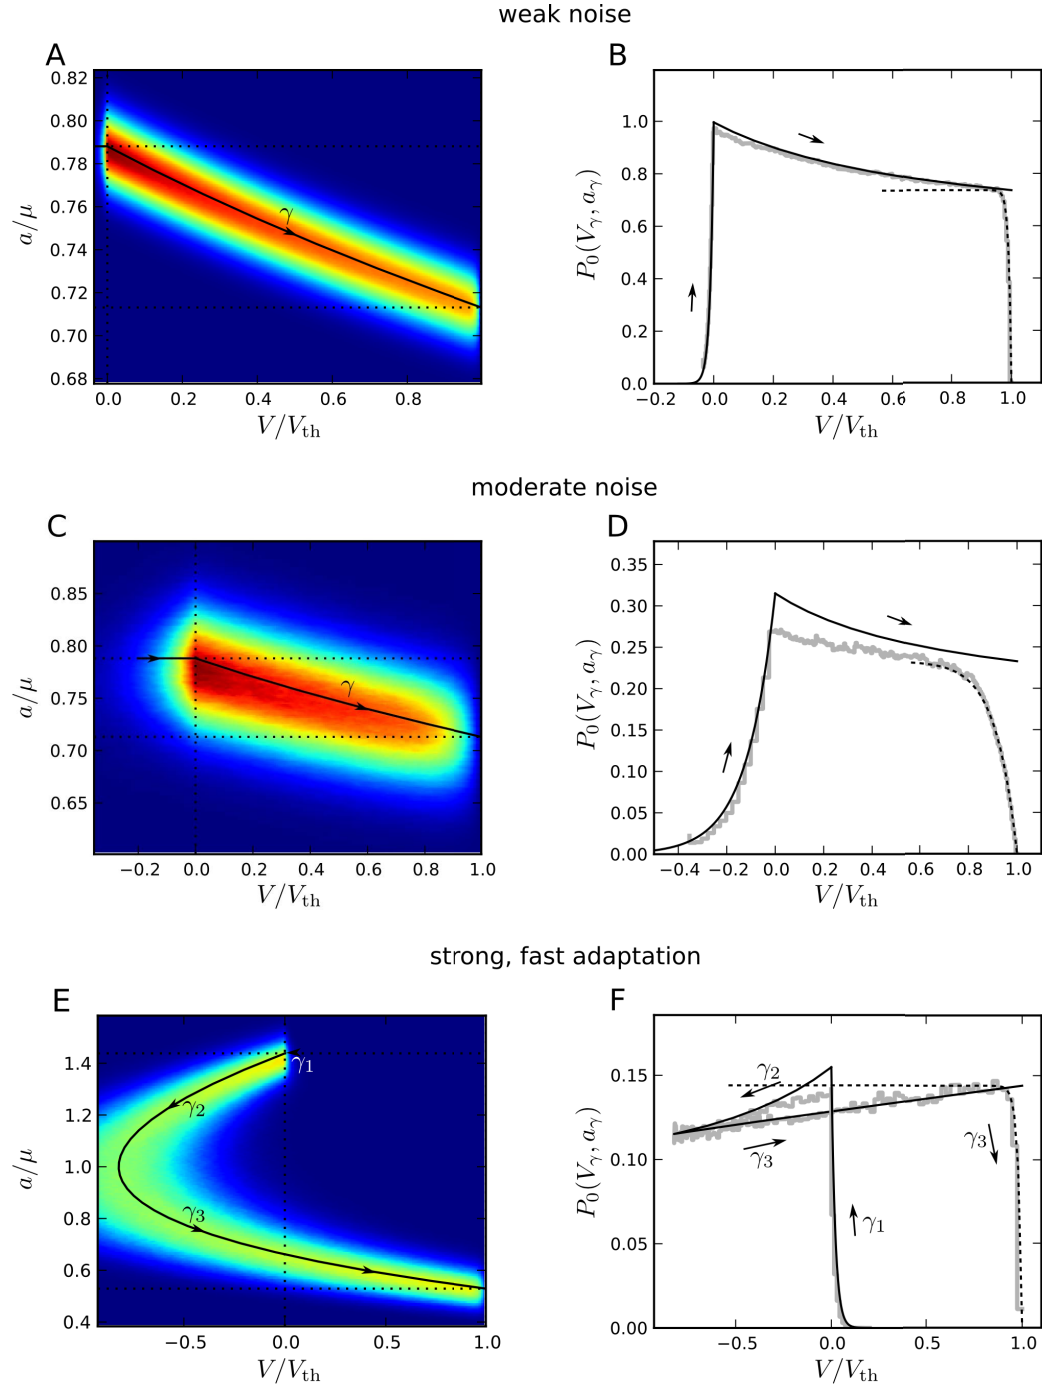 weak noise
A
0.82
0.80
0.78
0.76
0.74
0.72
0.70
0.68
a/μ
γ
0.0 0.2 0.4 0.6 0.8
V/V_th
B
1.0
0.8
0.6
0.4
0.2
0.0
P_0(V_γ, a_γ)
−0.2 0.0 0.2 0.4 0.6 0.8 1.0
V/V_th
moderate noise
C
0.85
0.80
0.75
0.70
0.65
a/μ
γ
−0.2 0.0 0.2 0.4 0.6 0.8 1.0
V/V_th
D
0.35
0.30
0.25
0.20
0.15
0.10
0.05
0.00
P_0(V_γ, a_γ)
−0.4 −0.2 0.0 0.2 0.4 0.6 0.8 1.0
V/V_th
strong, fast adaptation
E
1.4
1.2
1.0
0.8
0.6
0.4
a/μ
γ_1
γ_2
γ_3
−0.5 0.0 0.5 1.0
V/V_th
F
0.15
0.10
0.05
0.00
P_0(V_γ, a_γ)
γ_2
γ_3
γ_3
γ_1
−0.5 0.0 0.5 1.0
V/V_th